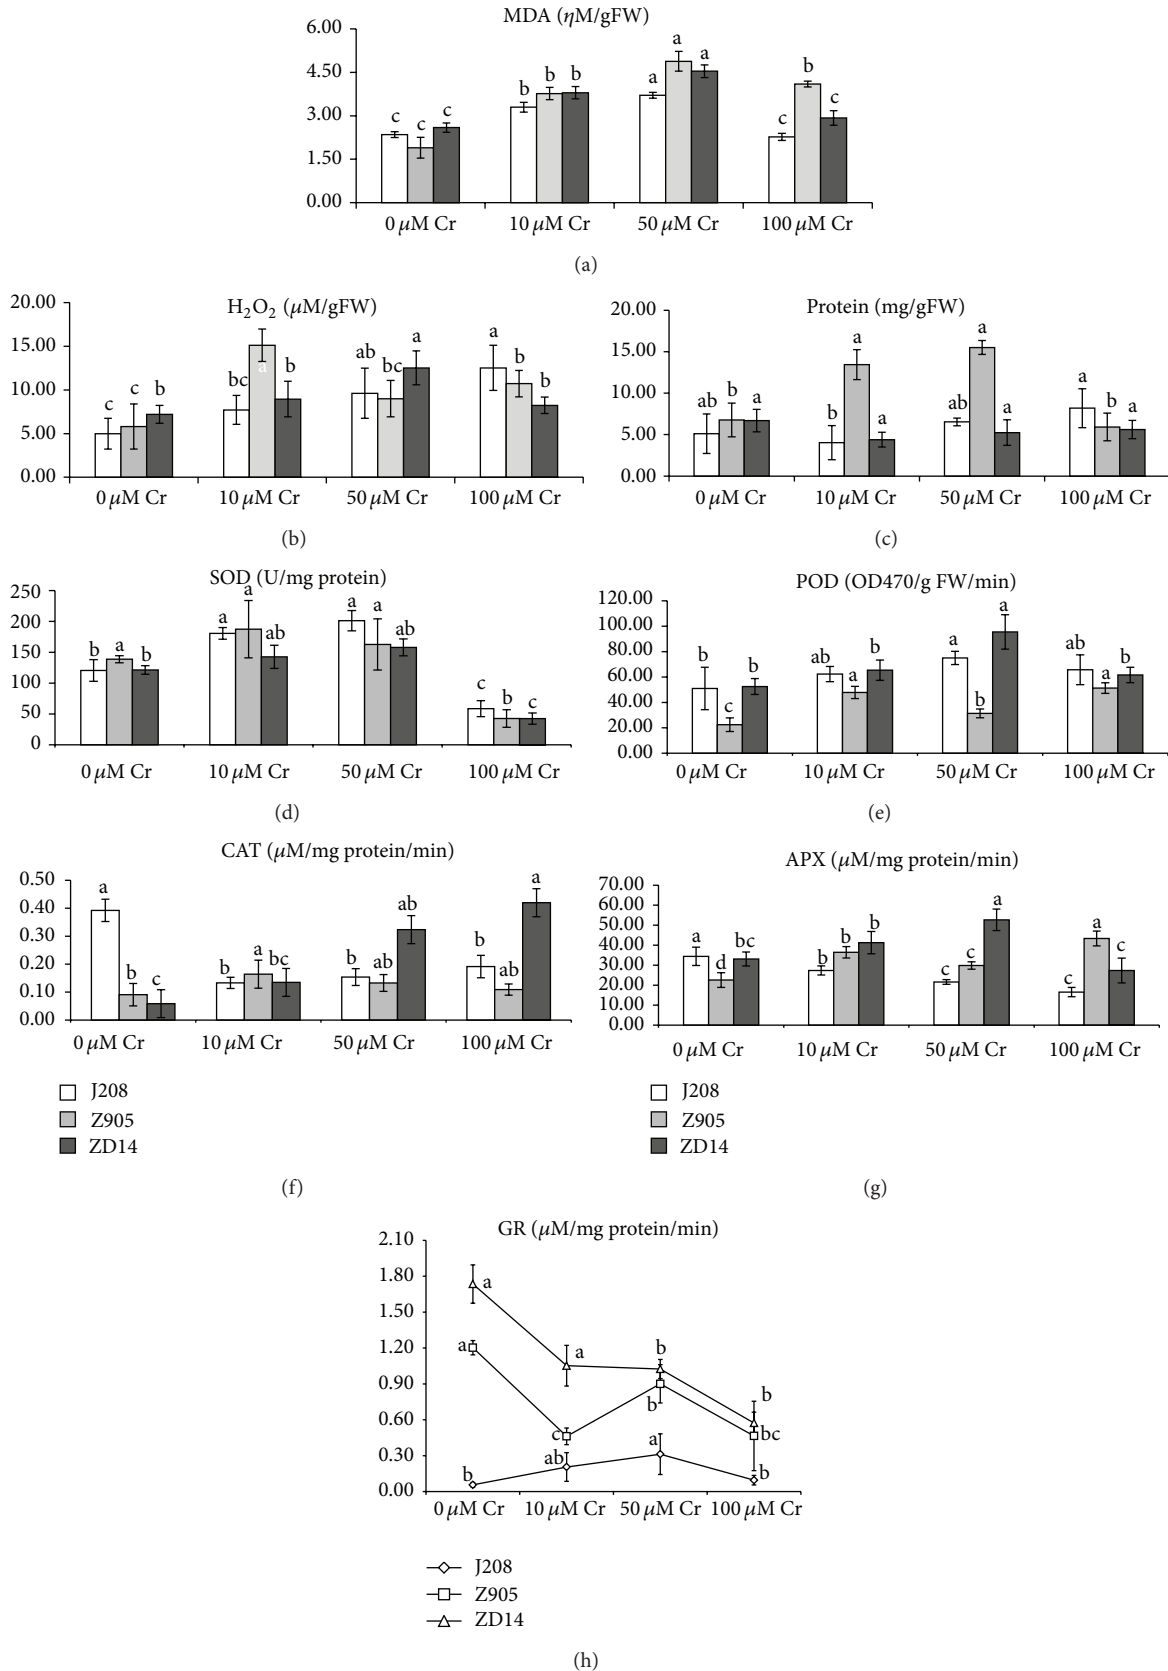 MDA (ηM/gFW)
6.00
4.50
3.00
1.50
0.00
c c c
b b b
a a a
c b c
0 μM Cr 10 μM Cr 50 μM Cr 100 μM Cr
(a)
H2O2 (μM/gFW)
20.00
15.00
10.00
5.00
0.00
c c b
bc a b
ab bc a
a b b
0 μM Cr 10 μM Cr 50 μM Cr 100 μM Cr
(b)
Protein (mg/gFW)
20.00
15.00
10.00
5.00
0.00
ab b a
b a a
ab a a
a b a
0 μM Cr 10 μM Cr 50 μM Cr 100 μM Cr
(c)
SOD (U/mg protein)
250
200
150
100
50
0
b a b
a a ab
a a ab
c b c
0 μM Cr 10 μM Cr 50 μM Cr 100 μM Cr
(d)
POD (OD470/g FW/min)
120.00
100.00
80.00
60.00
40.00
20.00
0.00
b c b
ab a b
a b a
ab a b
0 μM Cr 10 μM Cr 50 μM Cr 100 μM Cr
(e)
CAT (μM/mg protein/min)
0.50
0.40
0.30
0.20
0.10
0.00
a b c
b a bc
b ab ab
b ab a
0 μM Cr 10 μM Cr 50 μM Cr 100 μM Cr
J208
Z905
ZD14
(f)
APX (μM/mg protein/min)
70.00
60.00
50.00
40.00
30.00
20.00
10.00
0.00
a d bc
b b b
c c a
c a c
0 μM Cr 10 μM Cr 50 μM Cr 100 μM Cr
J208
Z905
ZD14
(g)
GR (μM/mg protein/min)
2.10
1.80
1.50
1.20
0.90
0.60
0.30
0.00
a a b b
a c b bc
b ab a b
0 μM Cr 10 μM Cr 50 μM Cr 100 μM Cr
J208
Z905
ZD14
(h)